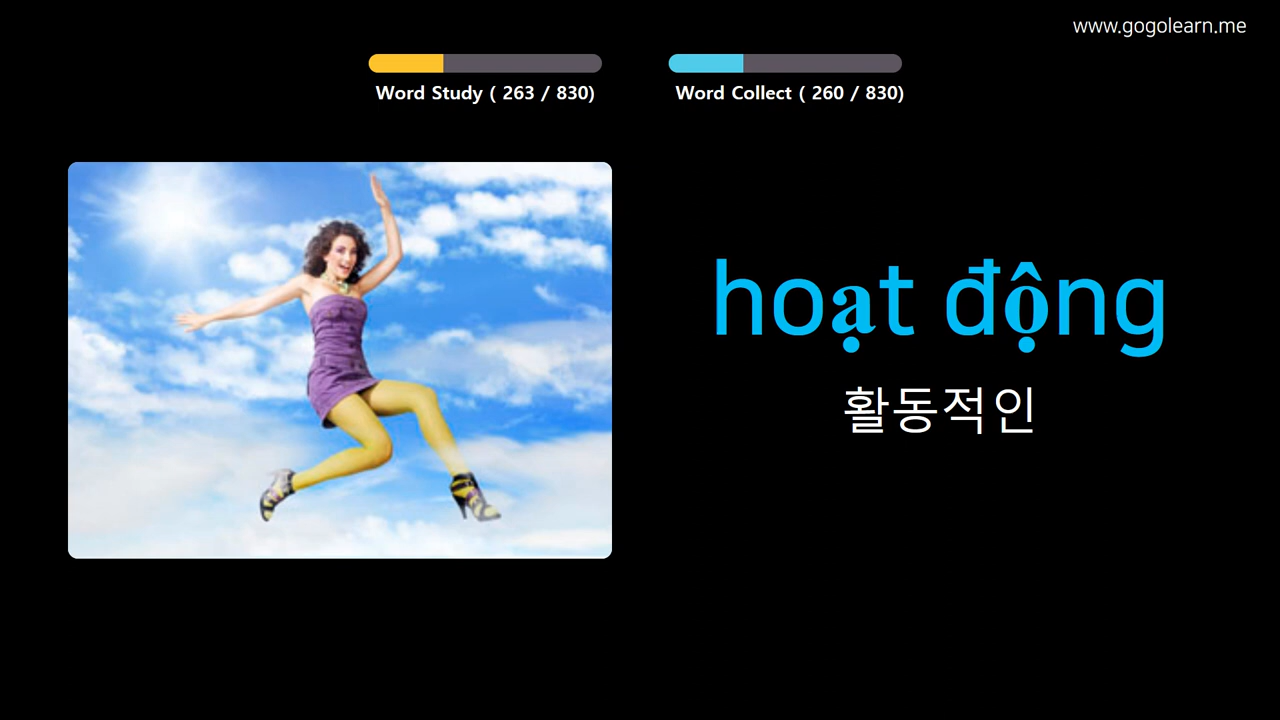 www.gogolearn.me
Word Study ( 263 / 830)
Word Collect ( 260 / 830)
hoạt động
활동적인